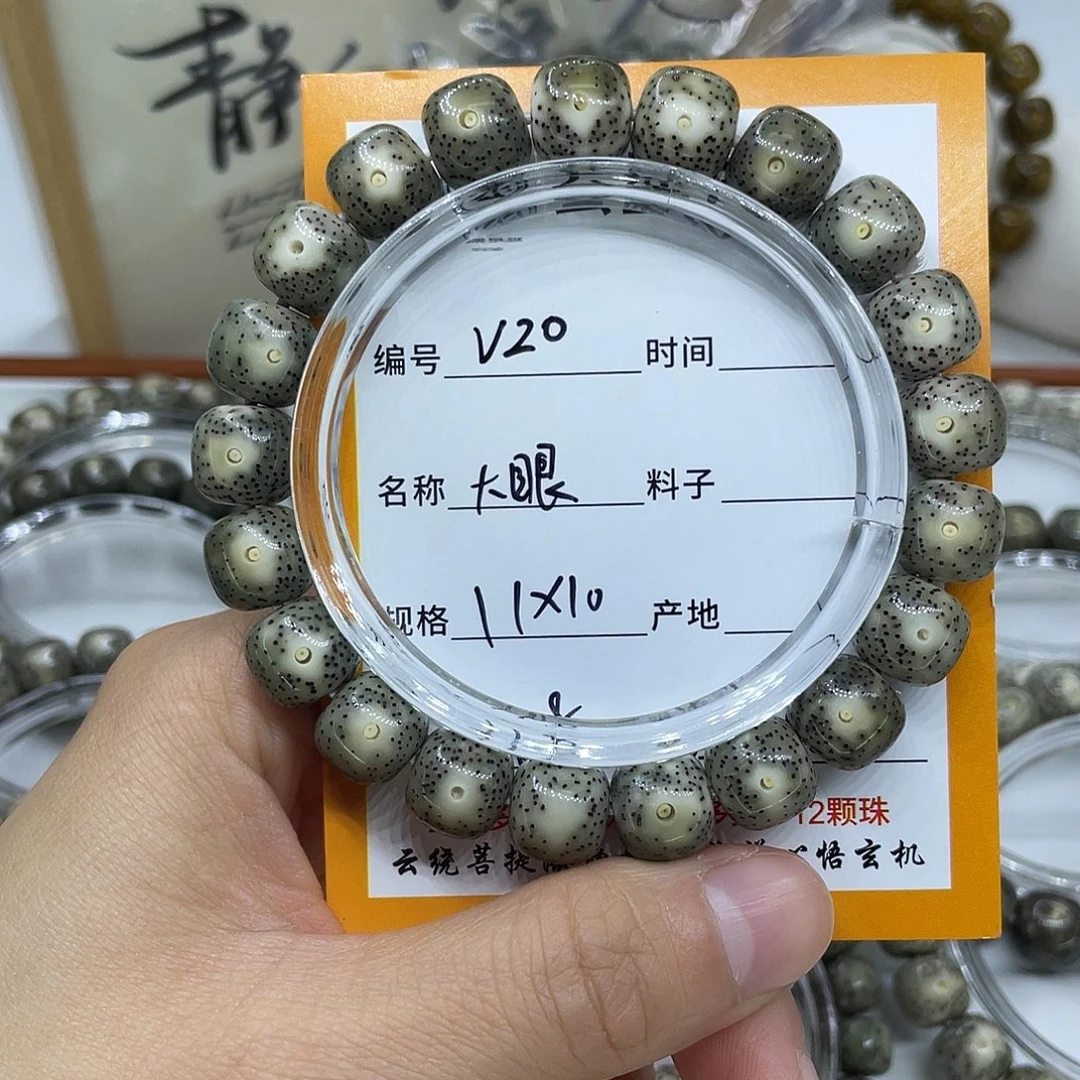 静
编号 V20 时间
名称 大眼 料子
规格 11X10 产地
12颗珠
云绕菩提 悟玄机